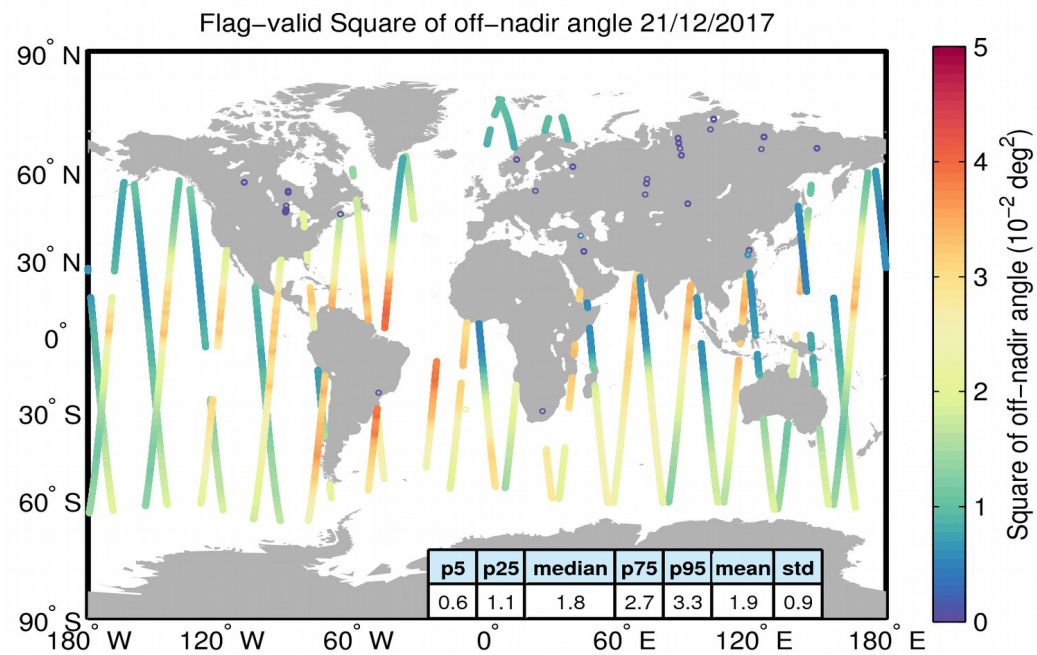 Flag−valid Square of off−nadir angle 21/12/2017
90° N
60° N
30° N
0°
30° S
60° S
90° S
180° W
120° W
60° W
0°
60° E
120° E
180° E
p5 p25 median p75 p95 mean std
0.6 1.1 1.8 2.7 3.3 1.9 0.9
5
4
3
2
1
0
Square of off−nadir angle (10⁻² deg²)